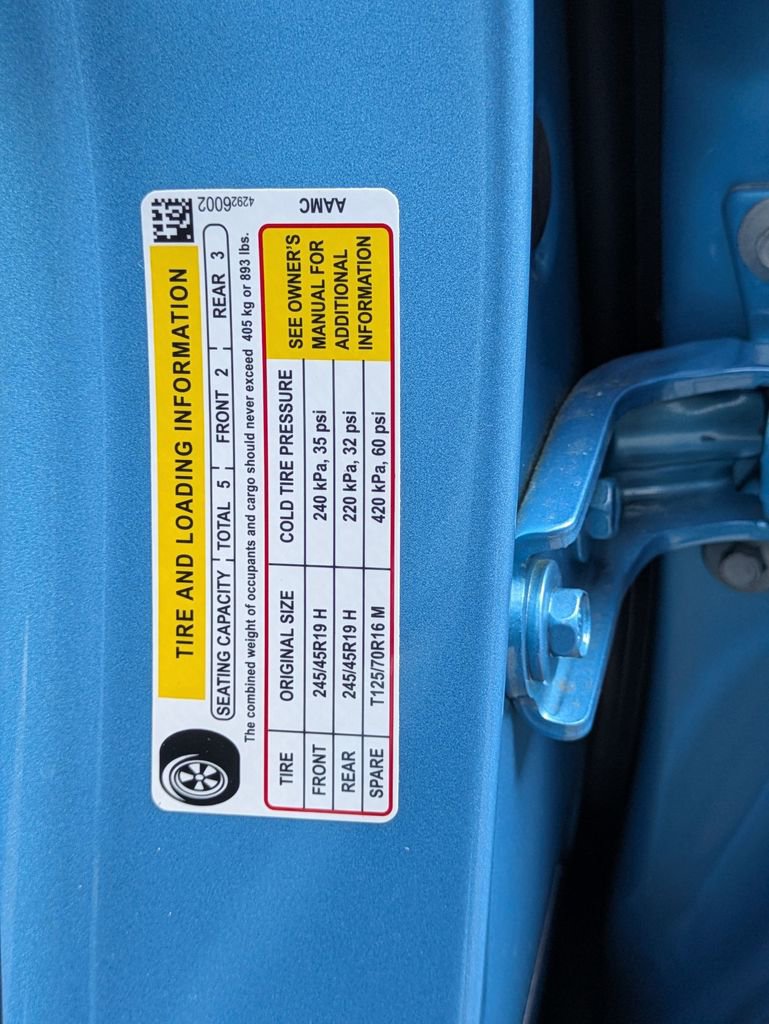 TIRE AND LOADING INFORMATION
SEATING CAPACITY TOTAL 5 FRONT 2 REAR 3
The combined weight of occupants and cargo should never exceed 405 kg or 893 lbs.
TIRE ORIGINAL SIZE COLD TIRE PRESSURE
FRONT 245/45R19 H 240 kPa, 35 psi
REAR 245/45R19 H 220 kPa, 32 psi
SPARE T125/70R16 M 420 kPa, 60 psi
SEE OWNER'S
MANUAL FOR
ADDITIONAL
INFORMATION
42926002
AAMC